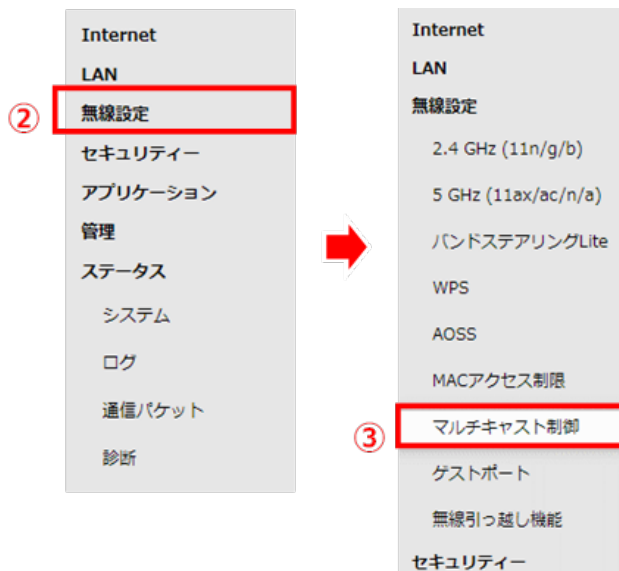 Internet
LAN
②
無線設定
セキュリティー
アプリケーション
管理
ステータス
システム
ログ
通信パケット
診断
Internet
LAN
無線設定
2.4 GHz (11n/g/b)
5 GHz (11ax/ac/n/a)
バンドステアリングLite
WPS
AOSS
MACアクセス制限
③
マルチキャスト制御
ゲストポート
無線引っ越し機能
セキュリティー